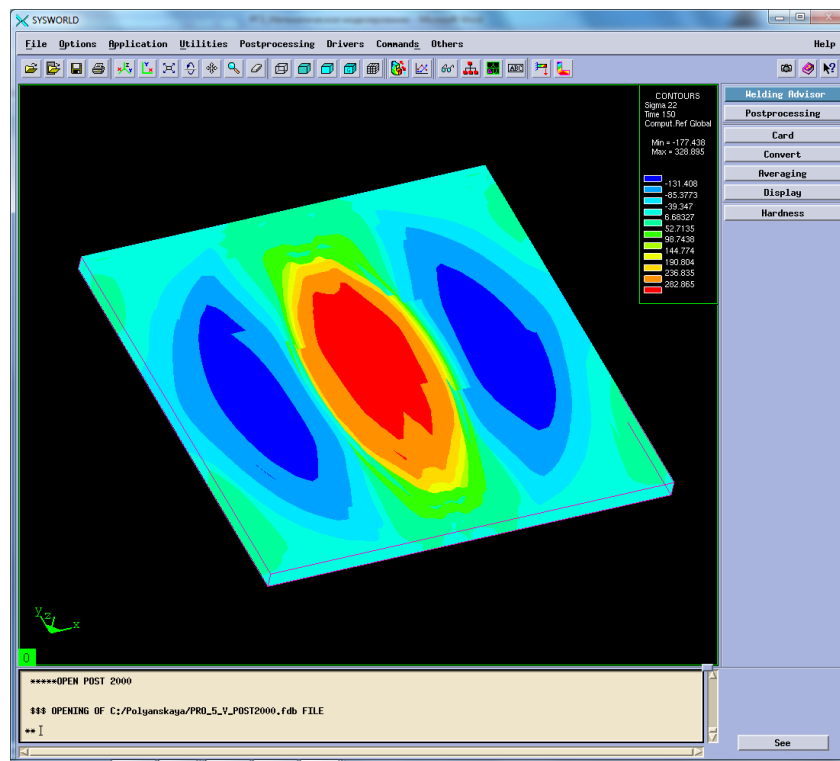 SYSWORLD
File Options Application Utilities Postprocessing Drivers Commands Others Help
ABC
CONTOURS
Sigma 22
Time 150
Comput.Ref Global
Min = -177.438
Max = 328.895
-131.408
-85.3773
-39.347
6.68327
52.7135
98.7438
144.774
190.804
236.835
282.865
Welding Advisor
Postprocessing
Card
Convert
Averaging
Display
Hardness
Y Z X
0
*****OPEN POST 2000
$$$ OPENING OF C:/Polyanskaya/PRO_5_V_POST2000.fdb FILE
**
See